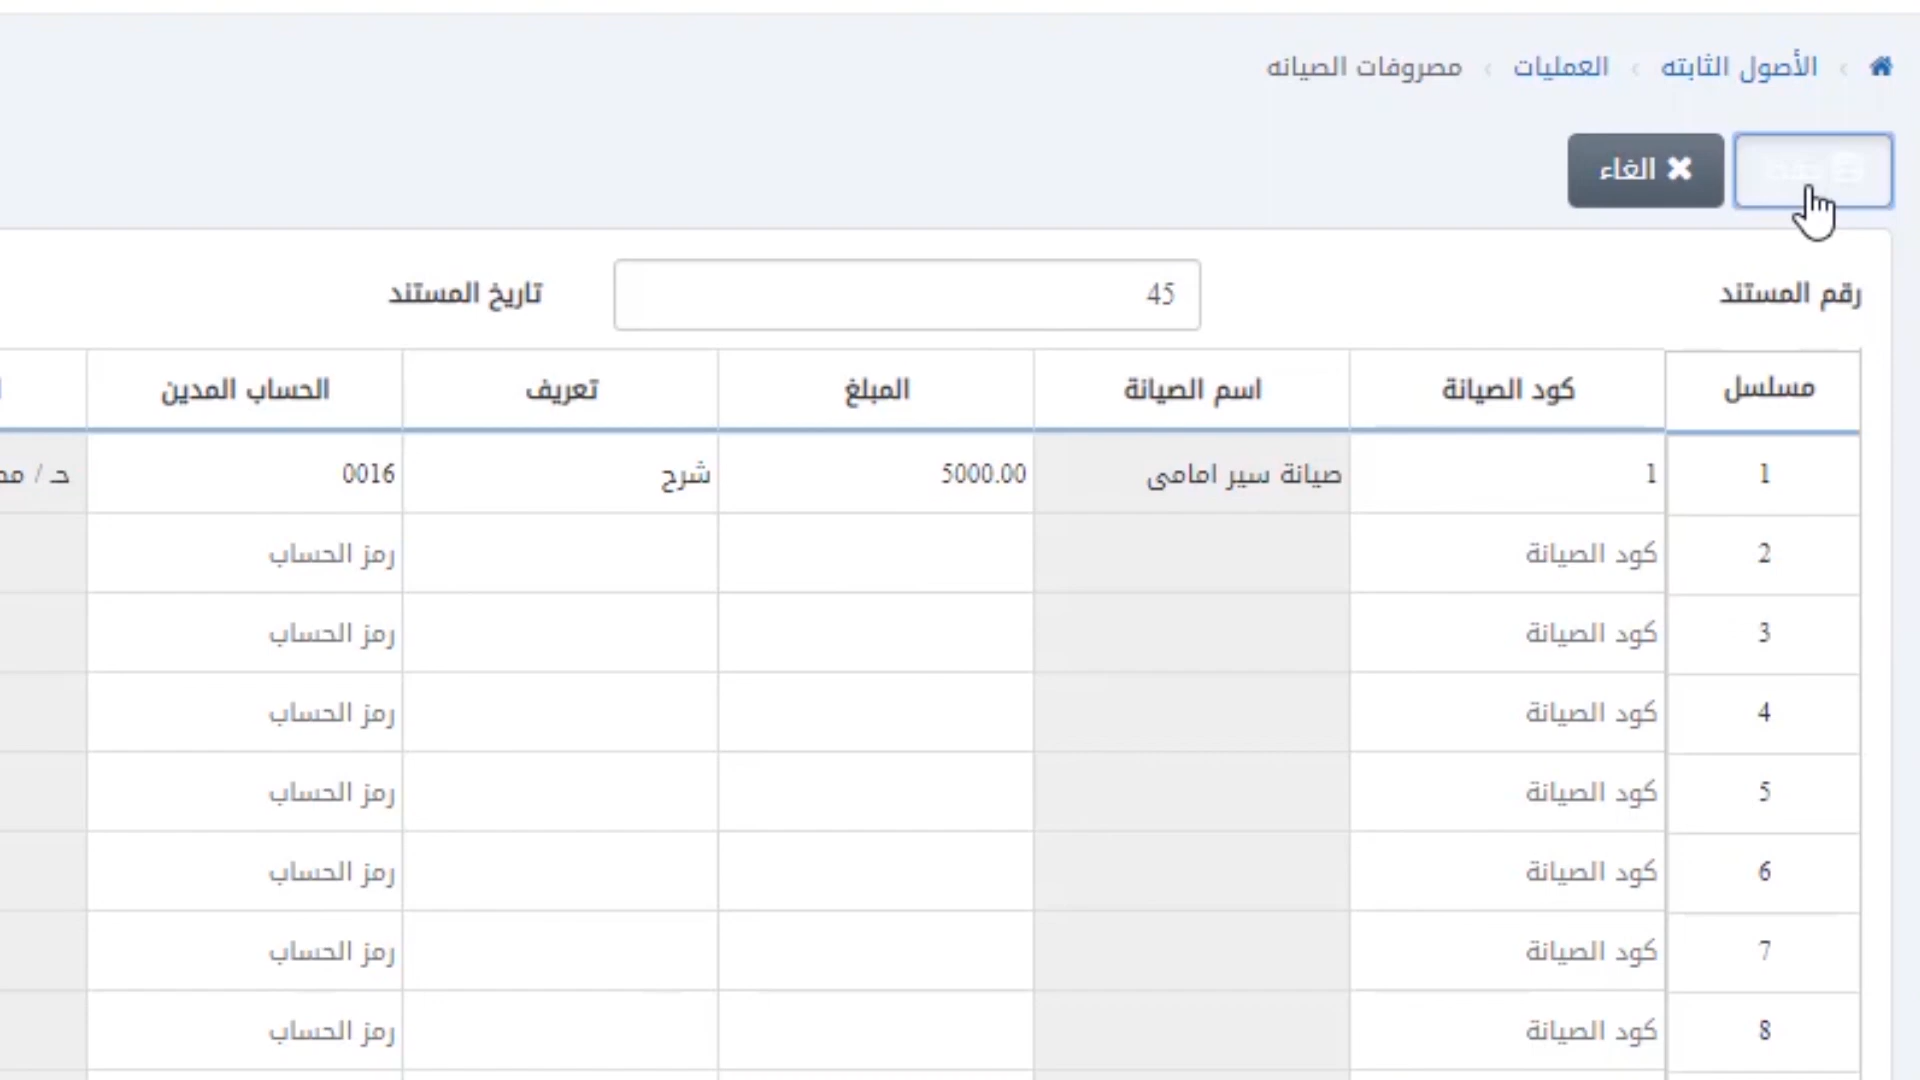 الأصول الثابته › العمليات › مصروفات الصيانه
الغاء
رقم المستند 45 تاريخ المستند
مسلسل كود الصيانة اسم الصيانة المبلغ تعريف الحساب المدين
1 1 صيانة سير امامى 5000.00 شرح 0016 حـ /
2 كود الصيانة رمز الحساب
3 كود الصيانة رمز الحساب
4 كود الصيانة رمز الحساب
5 كود الصيانة رمز الحساب
6 كود الصيانة رمز الحساب
7 كود الصيانة رمز الحساب
8 كود الصيانة رمز الحساب